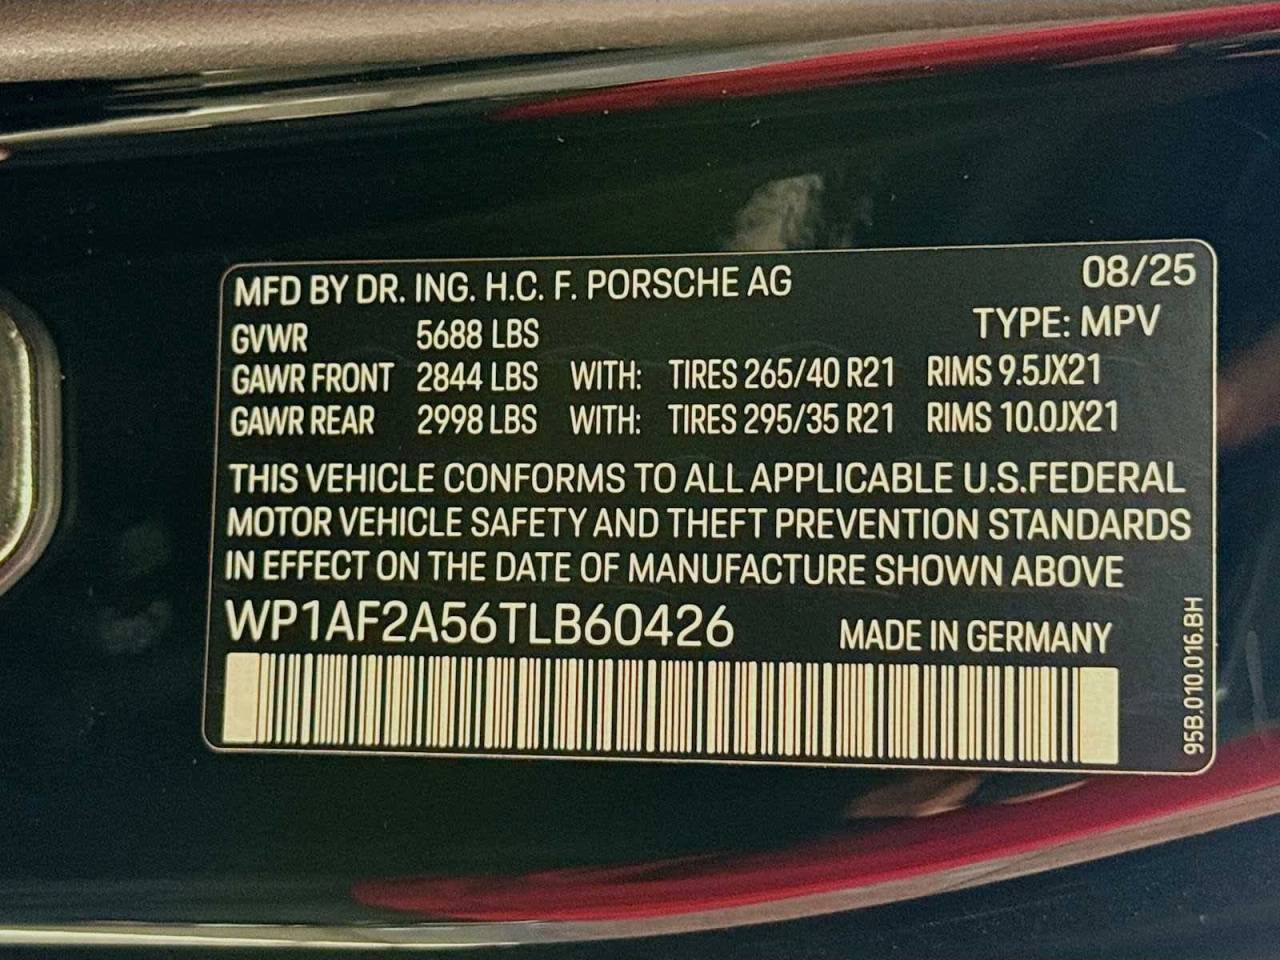 MFD BY DR. ING. H.C. F. PORSCHE AG 08/25
GVWR 5688 LBS TYPE: MPV
GAWR FRONT 2844 LBS WITH: TIRES 265/40 R21 RIMS 9.5JX21
GAWR REAR 2998 LBS WITH: TIRES 295/35 R21 RIMS 10.0JX21
THIS VEHICLE CONFORMS TO ALL APPLICABLE U.S.FEDERAL
MOTOR VEHICLE SAFETY AND THEFT PREVENTION STANDARDS
IN EFFECT ON THE DATE OF MANUFACTURE SHOWN ABOVE
WP1AF2A56TLB60426 MADE IN GERMANY
95B.010.016.BH